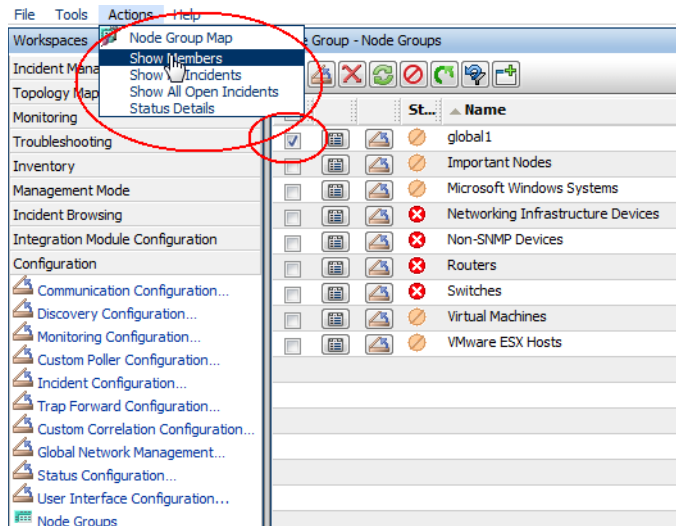 File Tools Actions Help
Workspaces
Node Group Map
Group - Node Groups
Show Members
Show Incidents
Show All Open Incidents
Status Details
Incident
Topology Map
Monitoring
Troubleshooting
Inventory
Management Mode
Incident Browsing
Integration Module Configuration
Configuration
Communication Configuration...
Discovery Configuration...
Monitoring Configuration...
Custom Poller Configuration...
Incident Configuration...
Trap Forward Configuration...
Custom Correlation Configuration...
Global Network Management...
Status Configuration...
User Interface Configuration...
Node Groups
St... Name
global1
Important Nodes
Microsoft Windows Systems
Networking Infrastructure Devices
Non-SNMP Devices
Routers
Switches
Virtual Machines
VMware ESX Hosts